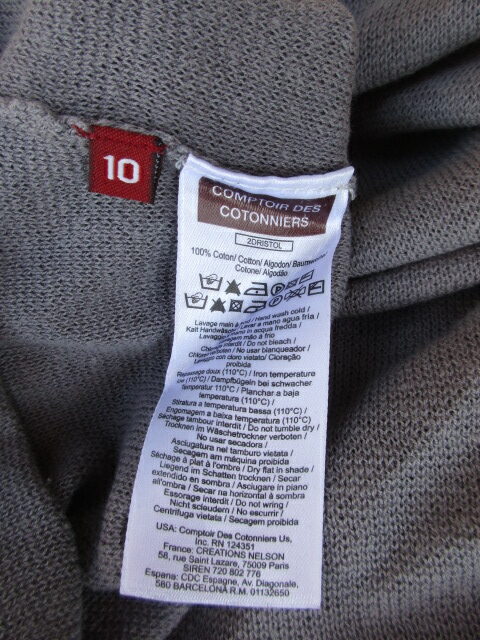 10
COMPTOIR DES
COTONNIERS
2DRISTOL
100% Coton/ Cotton/ Algodon/ Baumwolle
Cotone/ Algodão
Lavage main à froid / Hand wash cold /
Kalt Handwäsche / Lavar a mano agua fria /
Lavaggio a mano in acqua fredda /
Lavagem mão à frio
Chlorage interdit / Do not bleach /
Chloren verboten / No usar blanqueador /
Lavaggio con cloro vietato/ Cloração
proibida
Repassage doux (110°C) / Iron temperature
low (110°C) / Dampfbügeln bei schwacher
temperatur 110°C / Planchar a baja
temperatura (110°C) /
Stiratura a temperatura bassa (110°C) /
Engomagem a beixa temperatura (110°C) /
Séchage tambour interdit / Do not tumble dry /
Trocknen im Wäschetrockner verboten /
No usar secadora /
Asciugatura nel tamburo vietata /
Secagem am máquina proibida
Séchage à plat à l'ombre / Dry flat in shade /
Liegend im Schatten trocknen / Secar
extendido en sombra / Asciugare in piano
all'ombra / Secar na horizontal à sombra
Essorage interdit / Do not wring /
Nicht schleudern / No escurrir /
Centrifuga vietata / Secagem proibida
USA: Comptoir Des Cotonniers Us,
Inc. RN 124351
France: CREATIONS NELSON
58, rue Saint Lazare, 75009 Paris
SIREN 720 802 776
Espana: CDC Espagne, Av. Diagonale,
580 BARCELONA R.M. 01132650